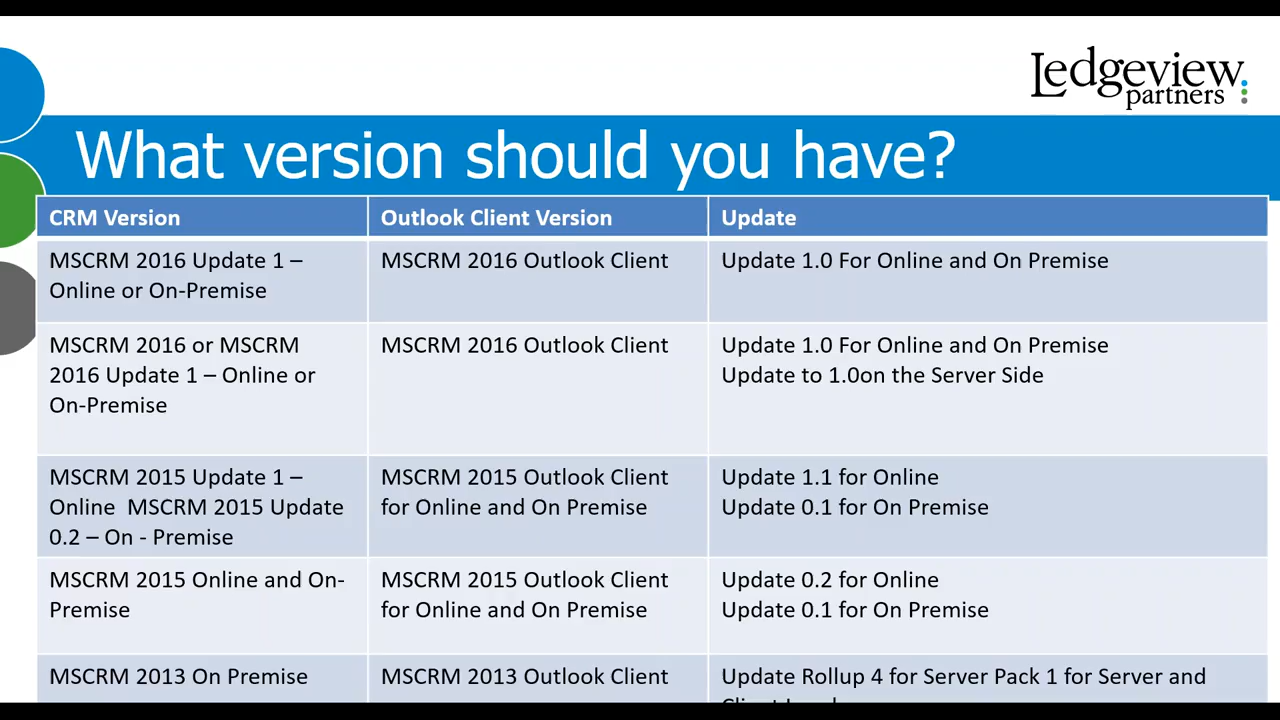 Ledgeview
partners
What version should you have?
CRM Version
Outlook Client Version
Update
MSCRM 2016 Update 1 –
Online or On-Premise
MSCRM 2016 Outlook Client
Update 1.0 For Online and On Premise
MSCRM 2016 or MSCRM
2016 Update 1 – Online or
On-Premise
MSCRM 2016 Outlook Client
Update 1.0 For Online and On Premise
Update to 1.0on the Server Side
MSCRM 2015 Update 1 –
Online  MSCRM 2015 Update
0.2 – On - Premise
MSCRM 2015 Outlook Client
for Online and On Premise
Update 1.1 for Online
Update 0.1 for On Premise
MSCRM 2015 Online and On-
Premise
MSCRM 2015 Outlook Client
for Online and On Premise
Update 0.2 for Online
Update 0.1 for On Premise
MSCRM 2013 On Premise
MSCRM 2013 Outlook Client
Update Rollup 4 for Server Pack 1 for Server and